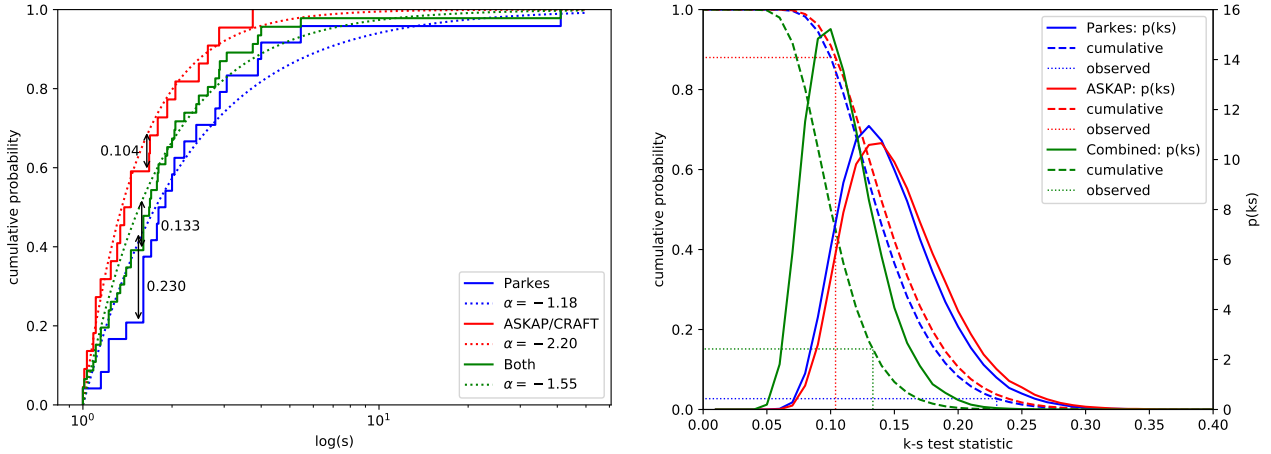 1.0
0.8
0.6
0.4
0.2
0.0
cumulative probability
0.104
0.133
0.230
Parkes
α = −1.18
ASKAP/CRAFT
α = −2.20
Both
α = −1.55
10⁰
10¹
log(s)
1.0
0.8
0.6
0.4
0.2
0.0
cumulative probability
Parkes: p(ks)
cumulative
observed
ASKAP: p(ks)
cumulative
observed
Combined: p(ks)
cumulative
observed
16
14
12
10
8
6
4
2
0
p(ks)
0.00 0.05 0.10 0.15 0.20 0.25 0.30 0.35 0.40
k-s test statistic